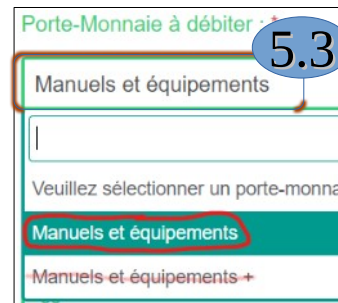 Porte-Monnaie à débiter : *
5.3
Manuels et équipements
Veuillez sélectionner un porte-monna
Manuels et équipements
Manuels et équipements +